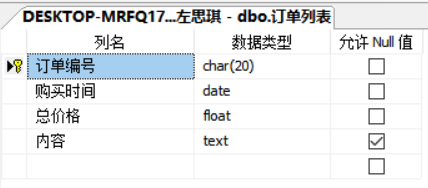 DESKTOP-MRFQ17...左思琪 - dbo.订单列表
列名 数据类型 允许 Null 值
订单编号 char(20)
购买时间 date
总价格 float
内容 text